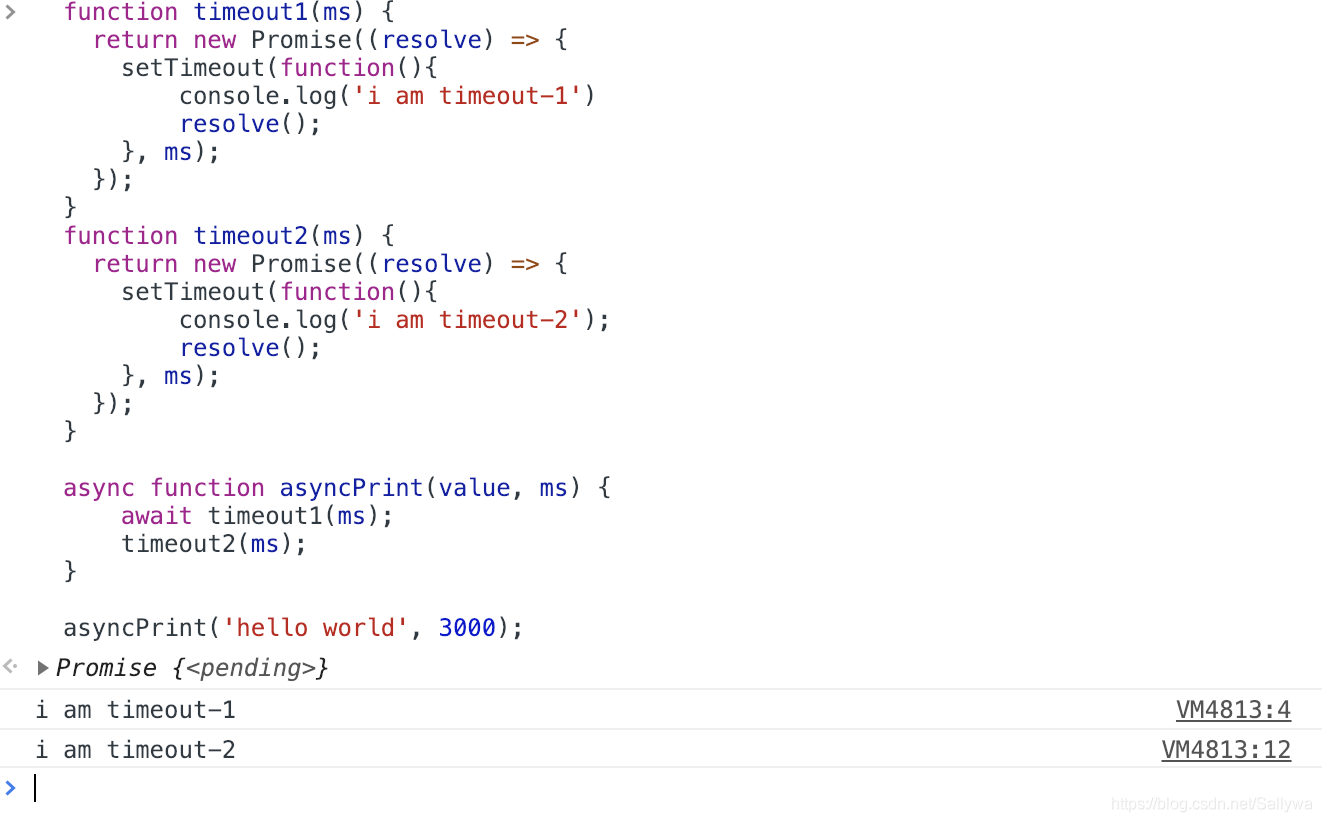 > function timeout1(ms) {
return new Promise((resolve) => {
setTimeout(function(){
console.log('i am timeout-1')
resolve();
}, ms);
});
}
function timeout2(ms) {
return new Promise((resolve) => {
setTimeout(function(){
console.log('i am timeout-2');
resolve();
}, ms);
});
}
async function asyncPrint(value, ms) {
await timeout1(ms);
timeout2(ms);
}
asyncPrint('hello world', 3000);
Promise {<pending>}
i am timeout-1 VM4813:4
i am timeout-2 VM4813:12
>
https://blog.csdn.net/Sallywa